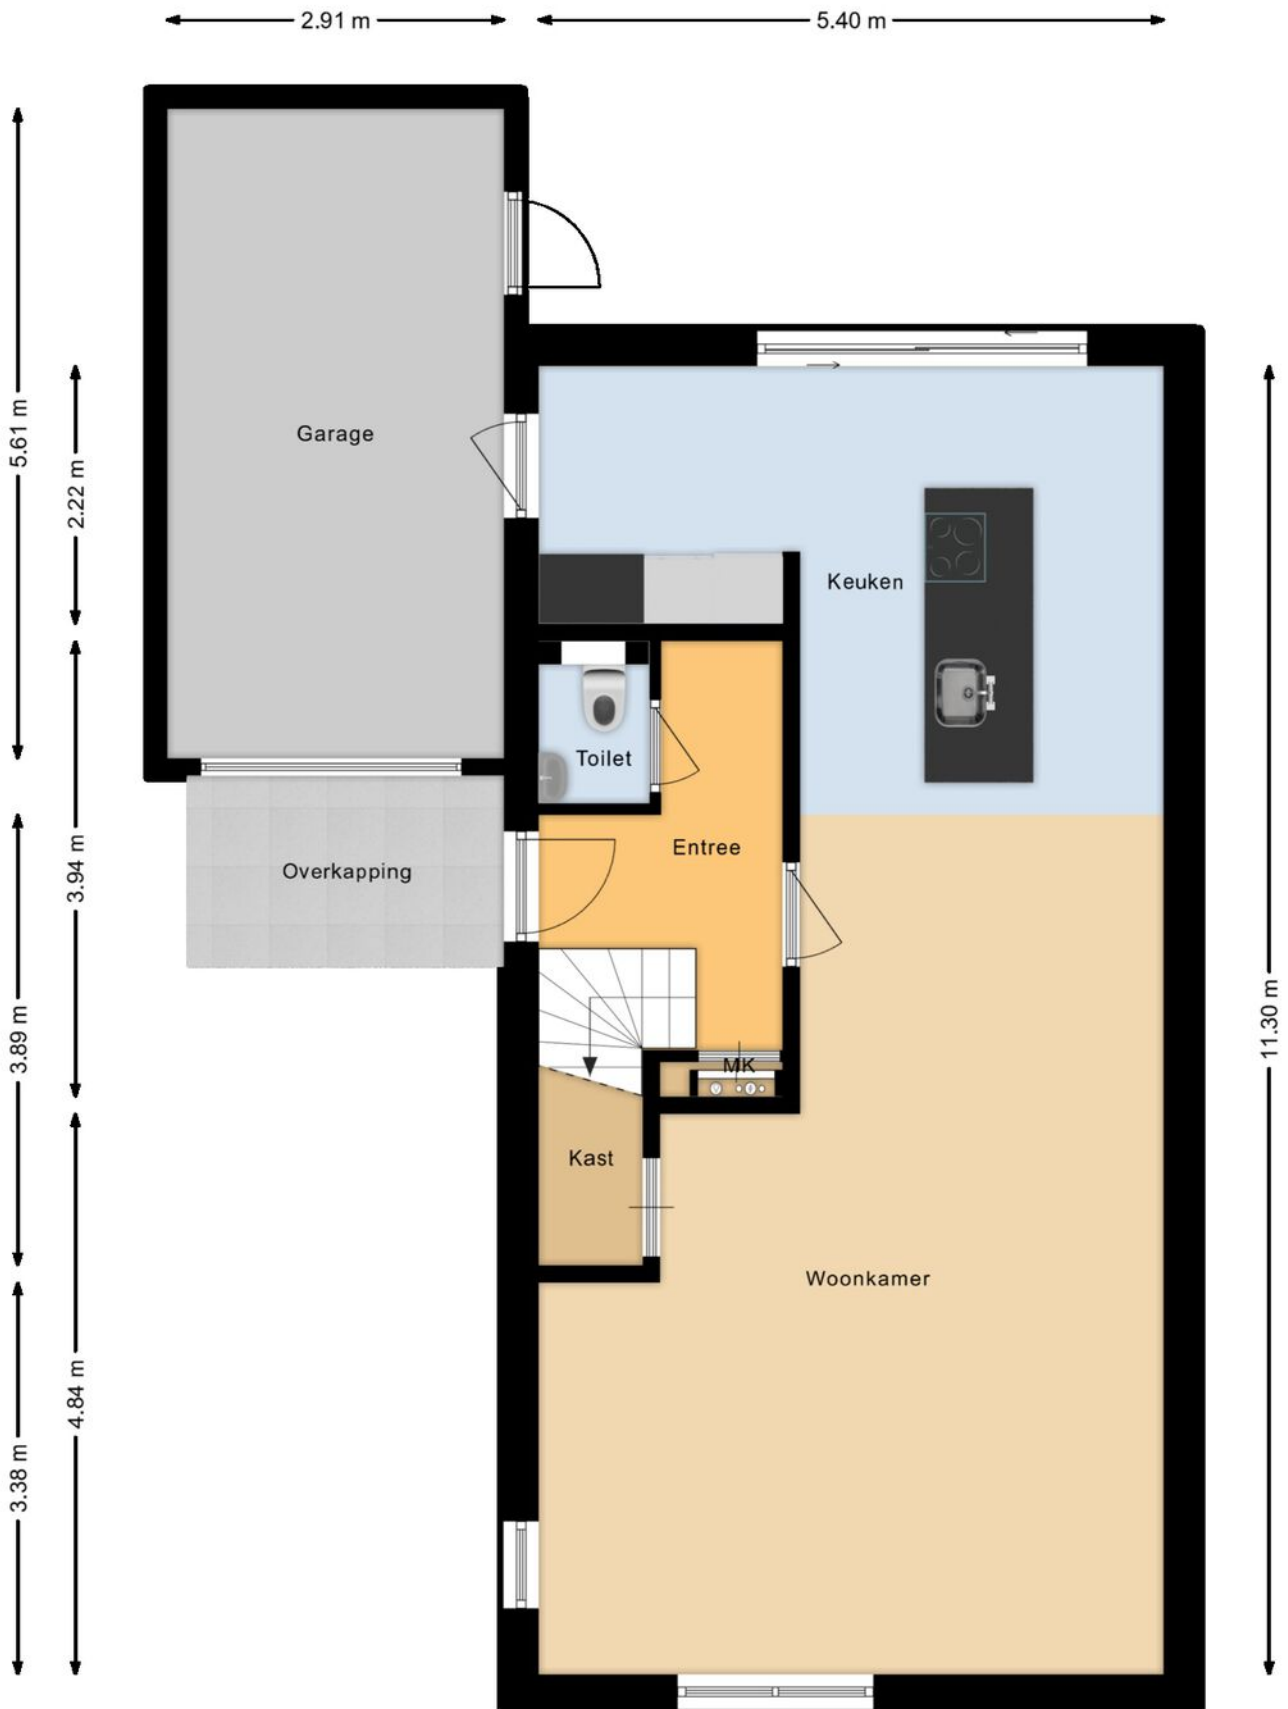 2.91 m
5.40 m
5.61 m
2.22 m
Garage
Keuken
Toilet
Entree
Overkapping
3.94 m
3.89 m
11.30 m
MK
Kast
Woonkamer
4.84 m
3.38 m